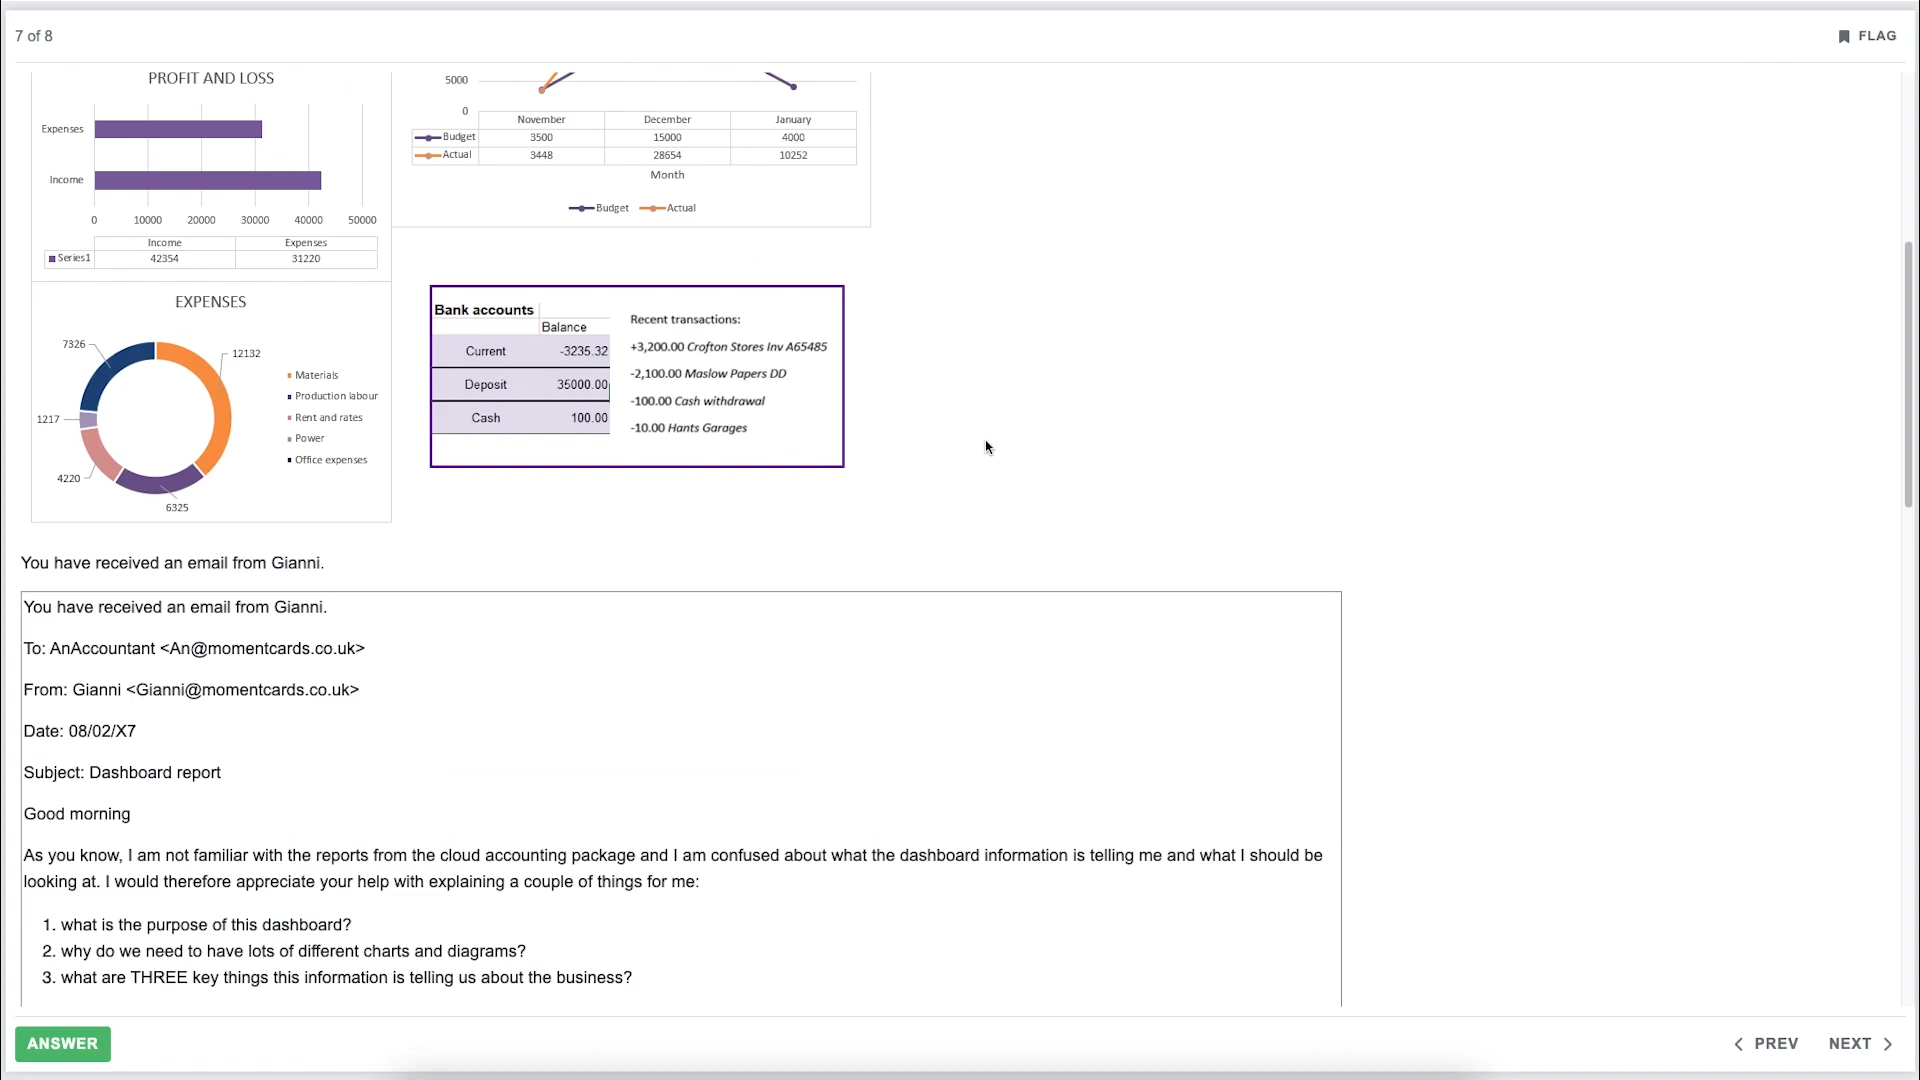 7 of 8
FLAG
PROFIT AND LOSS
Expenses
Income
0 10000 20000 30000 40000 50000
Income Expenses
Series1 42354 31220
5000
0
November December January
Budget 3500 15000 4000
Actual 3448 28654 10252
Month
Budget Actual
EXPENSES
7326
12132
1217
4220
6325
Materials
Production labour
Rent and rates
Power
Office expenses
Bank accounts
Balance
Current -3235.32
Deposit 35000.00
Cash 100.00
Recent transactions:
+3,200.00 Crofton Stores Inv A65485
-2,100.00 Maslow Papers DD
-100.00 Cash withdrawal
-10.00 Hants Garages
You have received an email from Gianni.
You have received an email from Gianni.
To: AnAccountant <An@momentcards.co.uk>
From: Gianni <Gianni@momentcards.co.uk>
Date: 08/02/X7
Subject: Dashboard report
Good morning
As you know, I am not familiar with the reports from the cloud accounting package and I am confused about what the dashboard information is telling me and what I should be
looking at. I would therefore appreciate your help with explaining a couple of things for me:
1. what is the purpose of this dashboard?
2. why do we need to have lots of different charts and diagrams?
3. what are THREE key things this information is telling us about the business?
ANSWER
PREV
NEXT